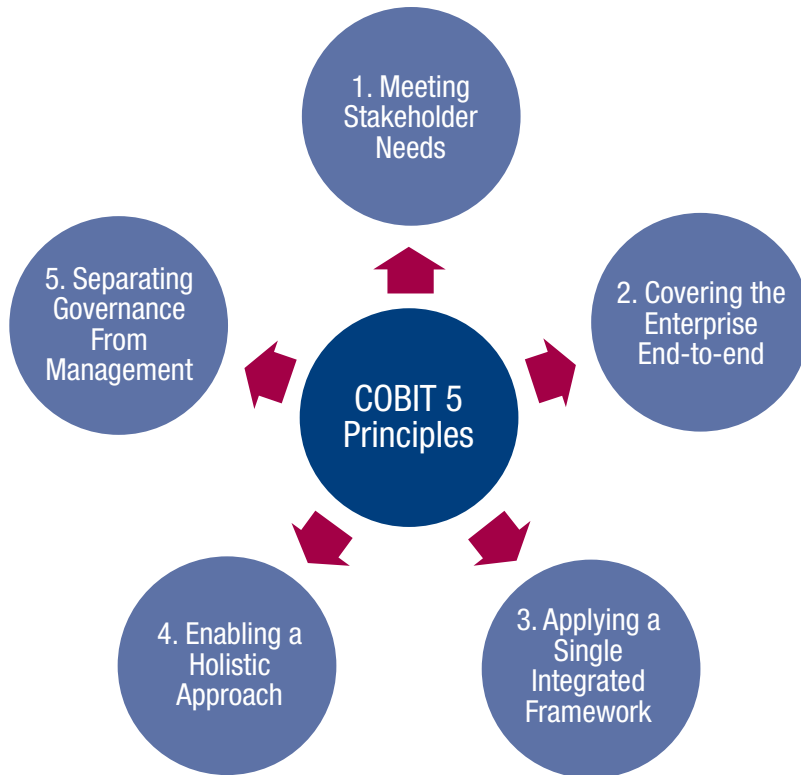 1. Meeting
Stakeholder
Needs
5. Separating
Governance
From
Management
2. Covering the
Enterprise
End-to-end
COBIT 5
Principles
4. Enabling a
Holistic
Approach
3. Applying a
Single
Integrated
Framework